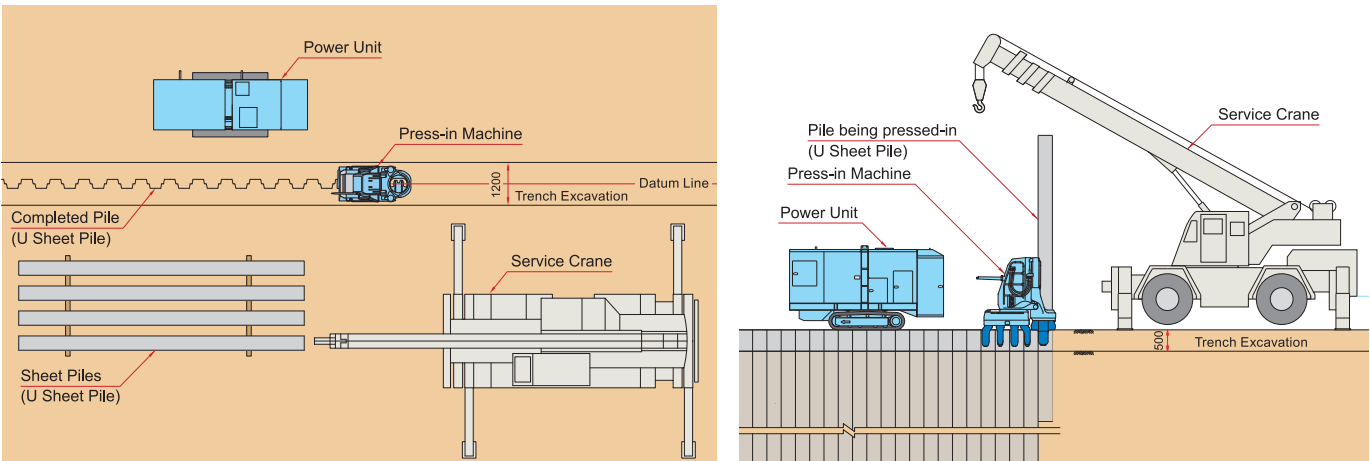 Power Unit
Press-in Machine
1200
Datum Line
Trench Excavation
Completed Pile
(U Sheet Pile)
Service Crane
Sheet Piles
(U Sheet Pile)
Service Crane
Pile being pressed-in
(U Sheet Pile)
Press-in Machine
Power Unit
500
Trench Excavation